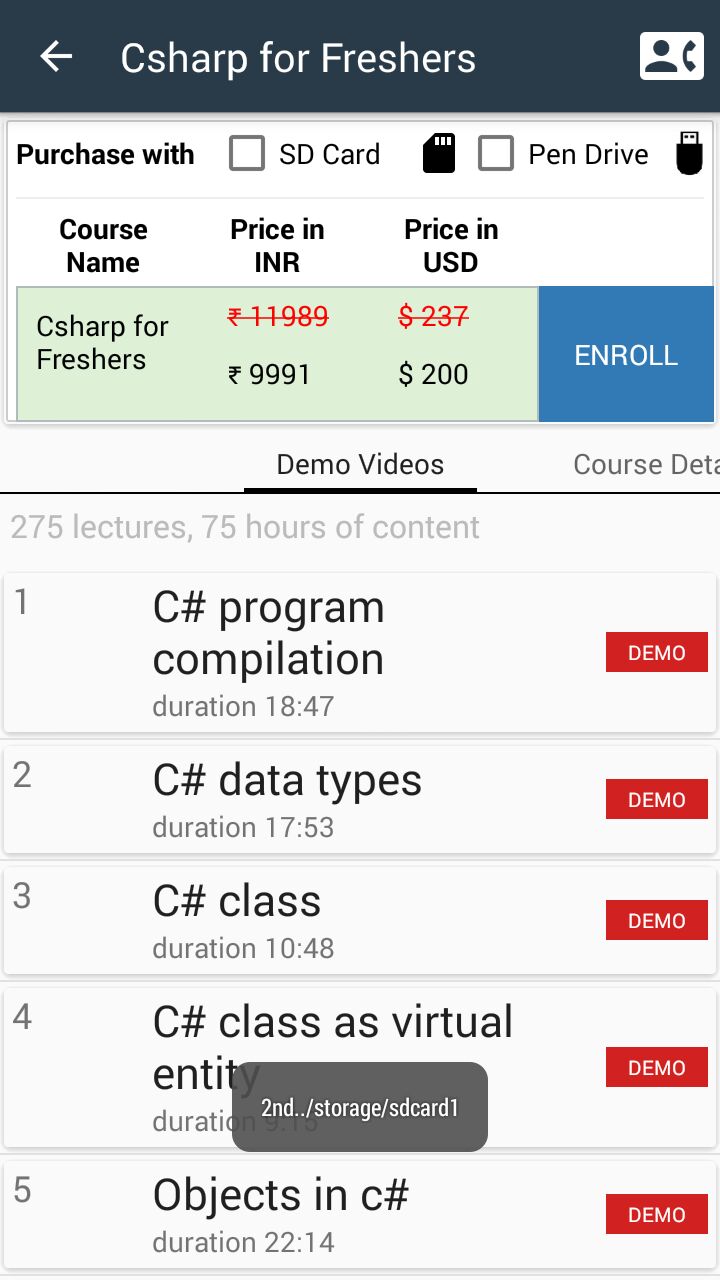 Csharp for Freshers
Purchase with SD Card Pen Drive
Course Name Price in INR Price in USD
Csharp for Freshers
₹ 11989 $ 237
₹ 9991 $ 200
ENROLL
Demo Videos Course Deta
275 lectures, 75 hours of content
1 C# program
compilation
duration 18:47
DEMO
2 C# data types
duration 17:53
DEMO
3 C# class
duration 10:48
DEMO
4 C# class as virtual
entity
duration 9:15
DEMO
2nd../storage/sdcard1
5 Objects in c#
duration 22:14
DEMO